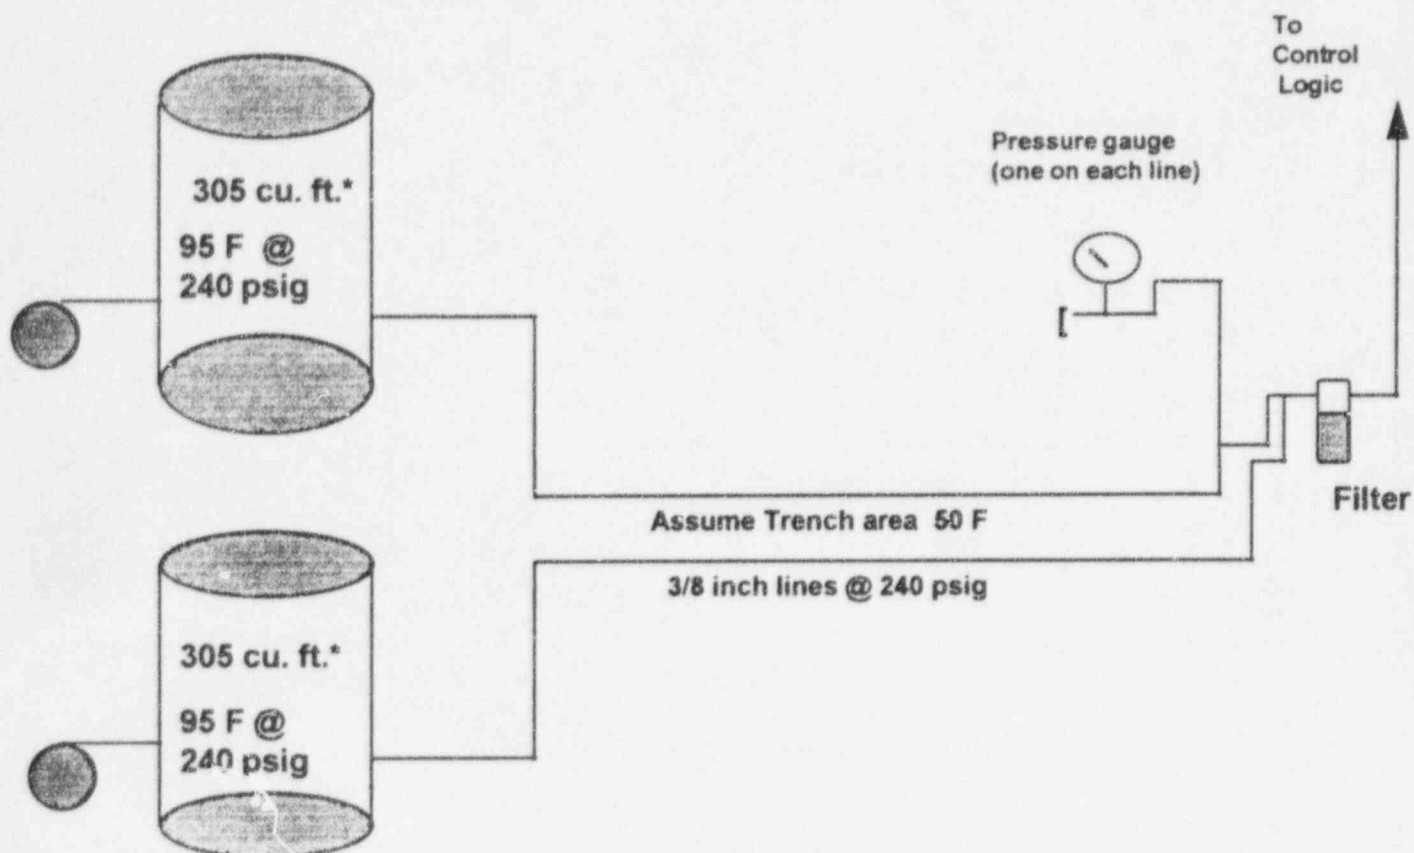 To
Control
Logic
Pressure gauge
(one on each line)
305 cu. ft.*
95 F @
240 psig
Filter
Assume Trench area 50 F
3/8 inch lines @ 240 psig
305 cu. ft.*
95 F @
240 psig